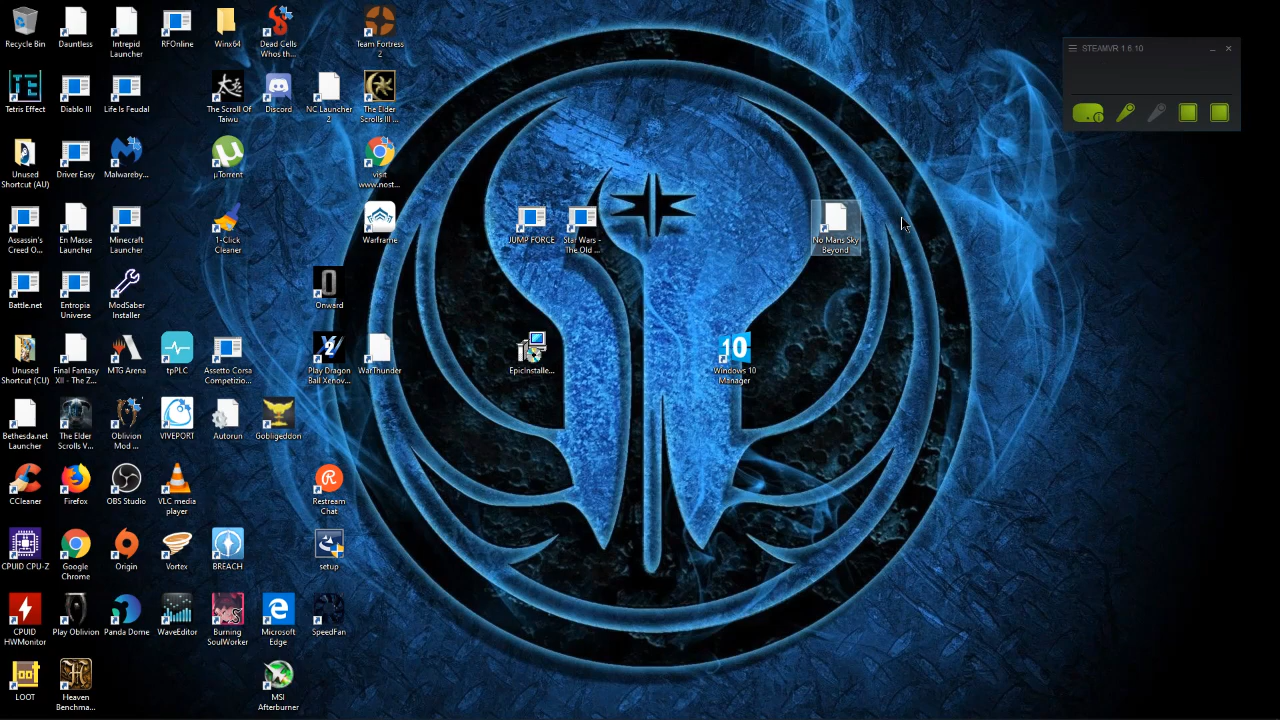 STEAMVR 1.6.10
Recycle Bin
Dauntless
Intrepid
Launcher
RFOnline
Winx64
Dead Cells
Whos th...
Team Fortress
2
Tetris Effect
Diablo III
Life Is Feudal
The Scroll Of
Taiwu
Discord
NC Launcher
2
The Elder
Scrolls III ...
Unused
Shortcut (AU)
Driver Easy
Malwareby...
µTorrent
visit
www.nost...
Assassin's
Creed O...
En Masse
Launcher
Minecraft
Launcher
1-Click
Cleaner
Warframe
JUMP FORCE
Star Wars -
The Old ...
No Mans Sky
Beyond
Battle.net
Entropia
Universe
ModSaber
Installer
Onward
Unused
Shortcut (CU)
Final Fantasy
XII - The Z...
MTG Arena
tpPLC
Assetto Corsa
Competizio...
Play Dragon
Ball Xenov...
WarThunder
EpicInstalle...
10
Windows 10
Manager
Bethesda.net
Launcher
The Elder
Scrolls V...
Oblivion
Mod ...
VIVEPORT
Autorun
Gobligeddon
CCleaner
Firefox
OBS Studio
VLC media
player
Restream
Chat
CPUID CPU-Z
Google
Chrome
Origin
Vortex
BREACH
setup
CPUID
HWMonitor
Play Oblivion
Panda Dome
WaveEditor
Burning
SoulWorker
Microsoft
Edge
SpeedFan
LOOT
Heaven
Benchma...
MSI
Afterburner